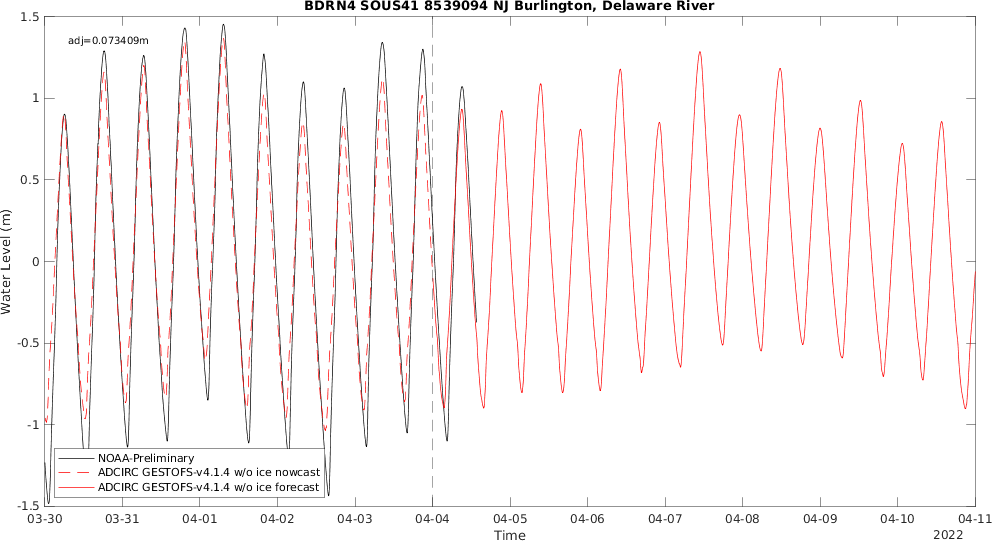 BDRN4 SOUS41 8539094 NJ Burlington, Delaware River
adj=0.073409m
1.5
1
0.5
0
-0.5
-1
-1.5
Water Level (m)
NOAA-Preliminary
ADCIRC GESTOFS-v4.1.4 w/o ice nowcast
ADCIRC GESTOFS-v4.1.4 w/o ice forecast
03-30 03-31 04-01 04-02 04-03 04-04 04-05 04-06 04-07 04-08 04-09 04-10 04-11
Time
2022